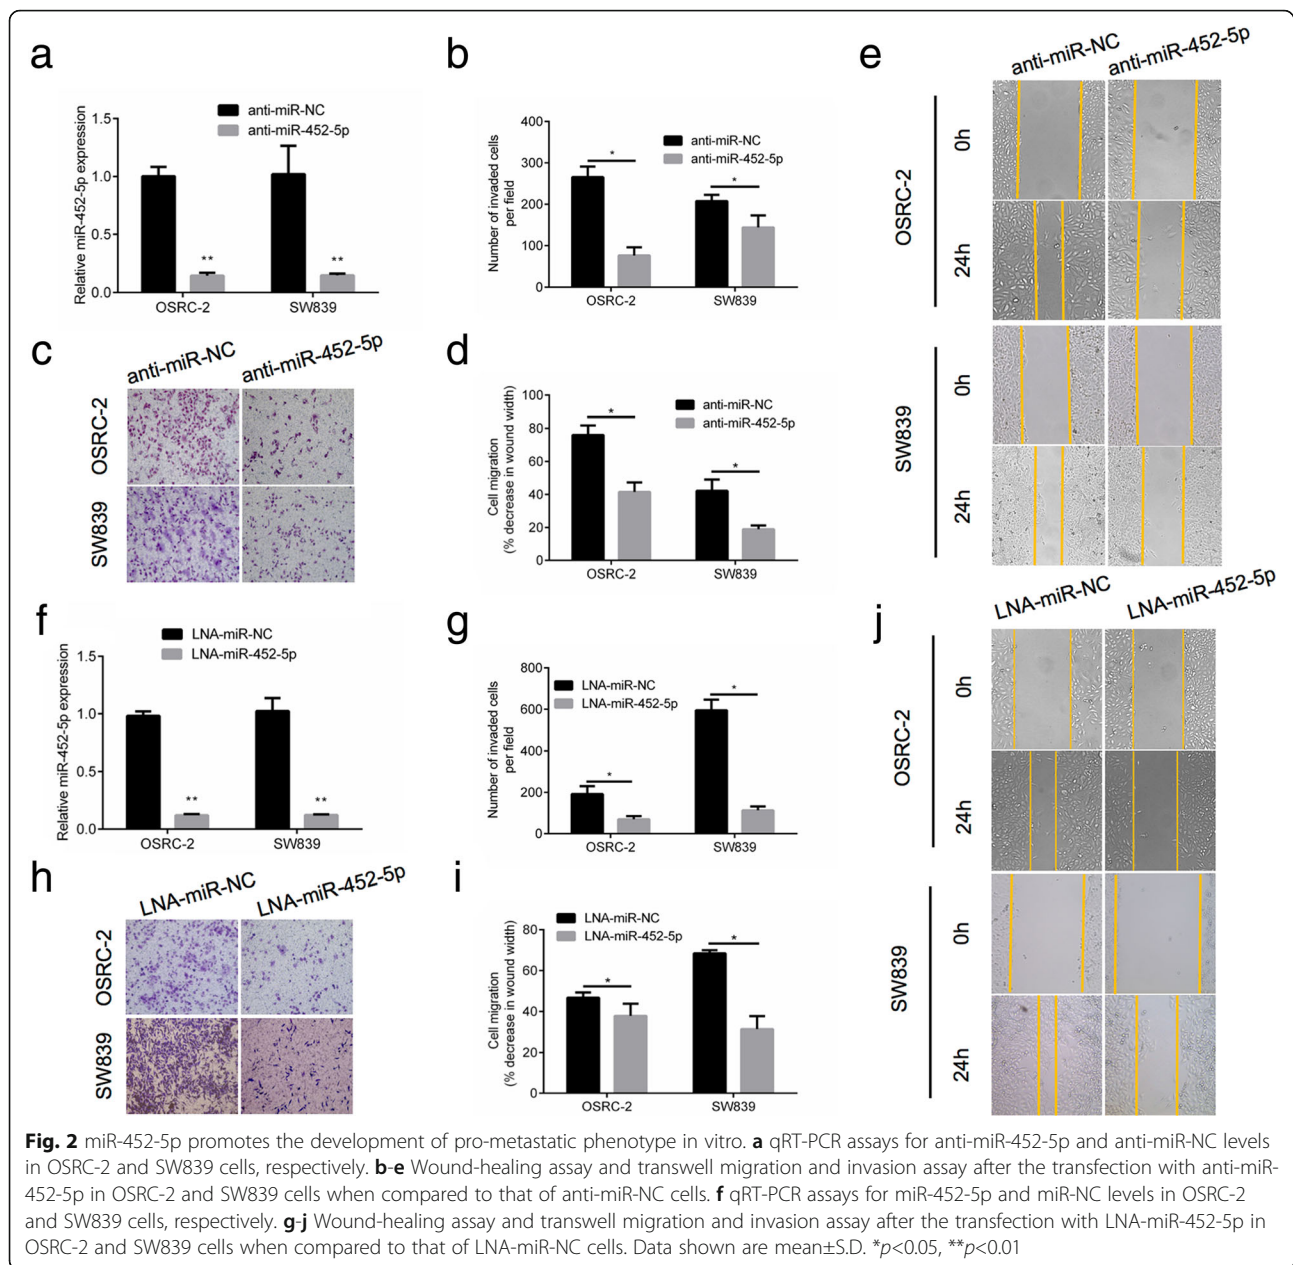 a
anti-miR-NC
anti-miR-452-5p
Relative miR-452-5p expression
1.5
1.0
0.5
0.0
**
**
OSRC-2
SW839
b
anti-miR-NC
anti-miR-452-5p
Number of invaded cells
per field
400
300
200
100
0
*
*
OSRC-2
SW839
c
anti-miR-NC
anti-miR-452-5p
OSRC-2
SW839
d
anti-miR-NC
anti-miR-452-5p
Cell migration
(% decrease in wound width)
100
80
60
40
20
0
*
*
OSRC-2
SW839
e
anti-miR-NC
anti-miR-452-5p
OSRC-2
0h
24h
SW839
0h
24h
f
LNA-miR-NC
LNA-miR-452-5p
Relative miR-452-5p expression
1.5
1.0
0.5
0.0
**
**
OSRC-2
SW839
g
LNA-miR-NC
LNA-miR-452-5p
Number of invaded cells
per field
800
600
400
200
0
*
*
OSRC-2
SW839
h
LNA-miR-NC
LNA-miR-452-5p
OSRC-2
SW839
i
LNA-miR-NC
LNA-miR-452-5p
Cell migration
(% decrease in wound width)
80
60
40
20
0
*
*
OSRC-2
SW839
j
LNA-miR-NC
LNA-miR-452-5p
OSRC-2
0h
24h
SW839
0h
24h
Fig. 2 miR-452-5p promotes the development of pro-metastatic phenotype in vitro. a qRT-PCR assays for anti-miR-452-5p and anti-miR-NC levels
in OSRC-2 and SW839 cells, respectively. b-e Wound-healing assay and transwell migration and invasion assay after the transfection with anti-miR-
452-5p in OSRC-2 and SW839 cells when compared to that of anti-miR-NC cells. f qRT-PCR assays for miR-452-5p and miR-NC levels in OSRC-2
and SW839 cells, respectively. g-j Wound-healing assay and transwell migration and invasion assay after the transfection with LNA-miR-452-5p in
OSRC-2 and SW839 cells when compared to that of LNA-miR-NC cells. Data shown are mean±S.D. *p<0.05, **p<0.01